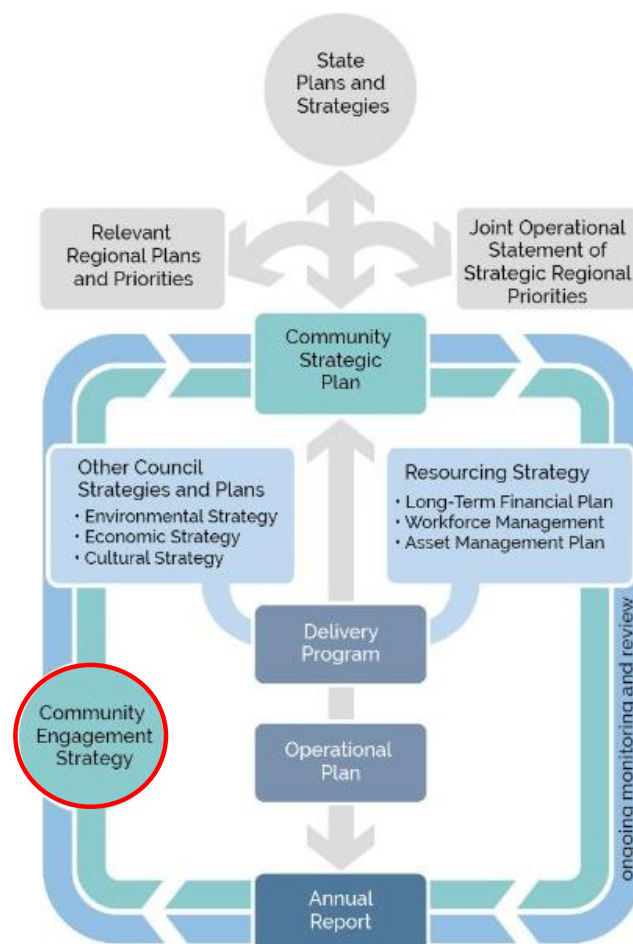 State
Plans and
Strategies
Relevant
Regional Plans
and Priorities
Joint Operational
Statement of
Strategic Regional
Priorities
Community
Strategic
Plan
Other Council
Strategies and Plans
• Environmental Strategy
• Economic Strategy
• Cultural Strategy
Resourcing Strategy
• Long-Term Financial Plan
• Workforce Management
• Asset Management Plan
Delivery
Program
Community
Engagement
Strategy
Operational
Plan
ongoing monitoring and review
Annual
Report